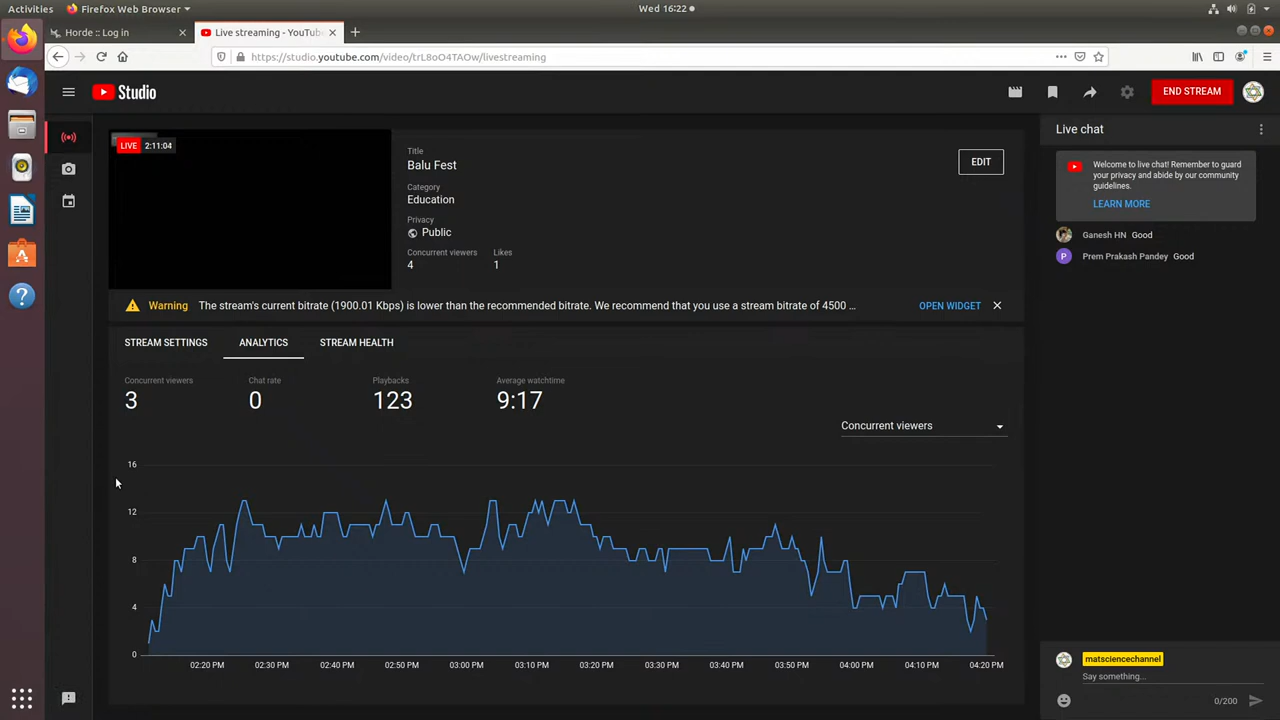 Activities
Firefox Web Browser
Wed 16:22
Horde :: Log in
Live streaming - YouTub
https://studio.youtube.com/video/trL8oO4TAOw/livestreaming
Studio
END STREAM
LIVE 2:11:04
Title
Balu Fest
Category
Education
Privacy
Public
Concurrent viewers Likes
4 1
EDIT
Warning The stream's current bitrate (1900.01 Kbps) is lower than the recommended bitrate. We recommend that you use a stream bitrate of 4500 ...
OPEN WIDGET
STREAM SETTINGS ANALYTICS STREAM HEALTH
Concurrent viewers Chat rate Playbacks Average watchtime
3 0 123 9:17
Concurrent viewers
16
12
8
4
0
02:20 PM 02:30 PM 02:40 PM 02:50 PM 03:00 PM 03:10 PM 03:20 PM 03:30 PM 03:40 PM 03:50 PM 04:00 PM 04:10 PM 04:20 PM
Live chat
Welcome to live chat! Remember to guard
your privacy and abide by our community
guidelines.
LEARN MORE
Ganesh HN Good
P Prem Prakash Pandey Good
matsciencechannel
Say something...
0/200